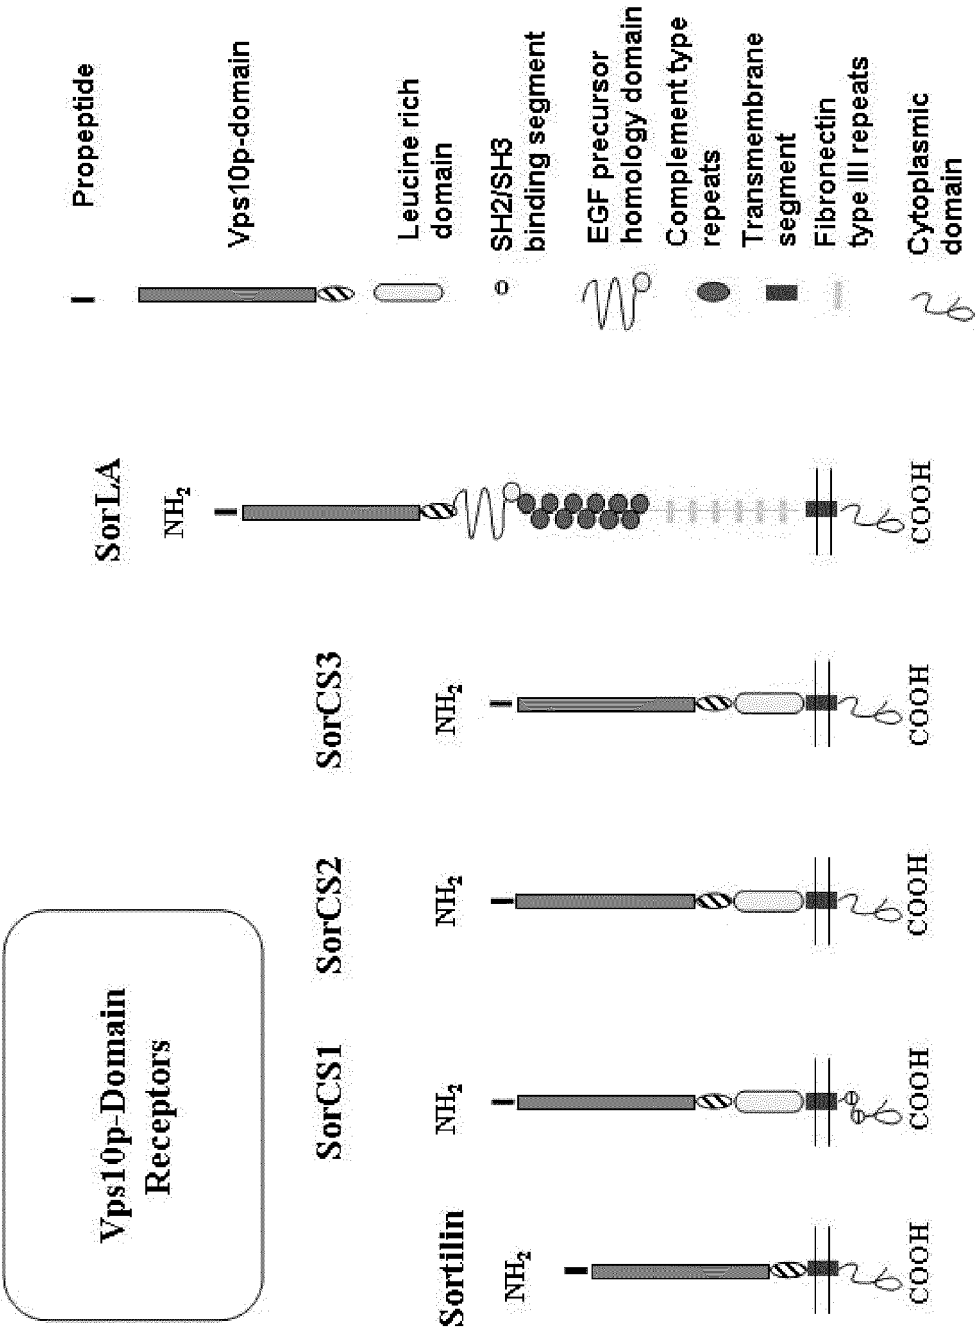 Vps10p-Domain
Receptors
Sortilin
NH2
COOH
SorCS1
NH2
COOH
SorCS2
NH2
COOH
SorCS3
NH2
COOH
SorLA
NH2
COOH
Propeptide
Vps10p-domain
Leucine rich
domain
SH2/SH3
binding segment
EGF precursor
homology domain
Complement type
repeats
Transmembrane
segment
Fibronectin
type III repeats
Cytoplasmic
domain